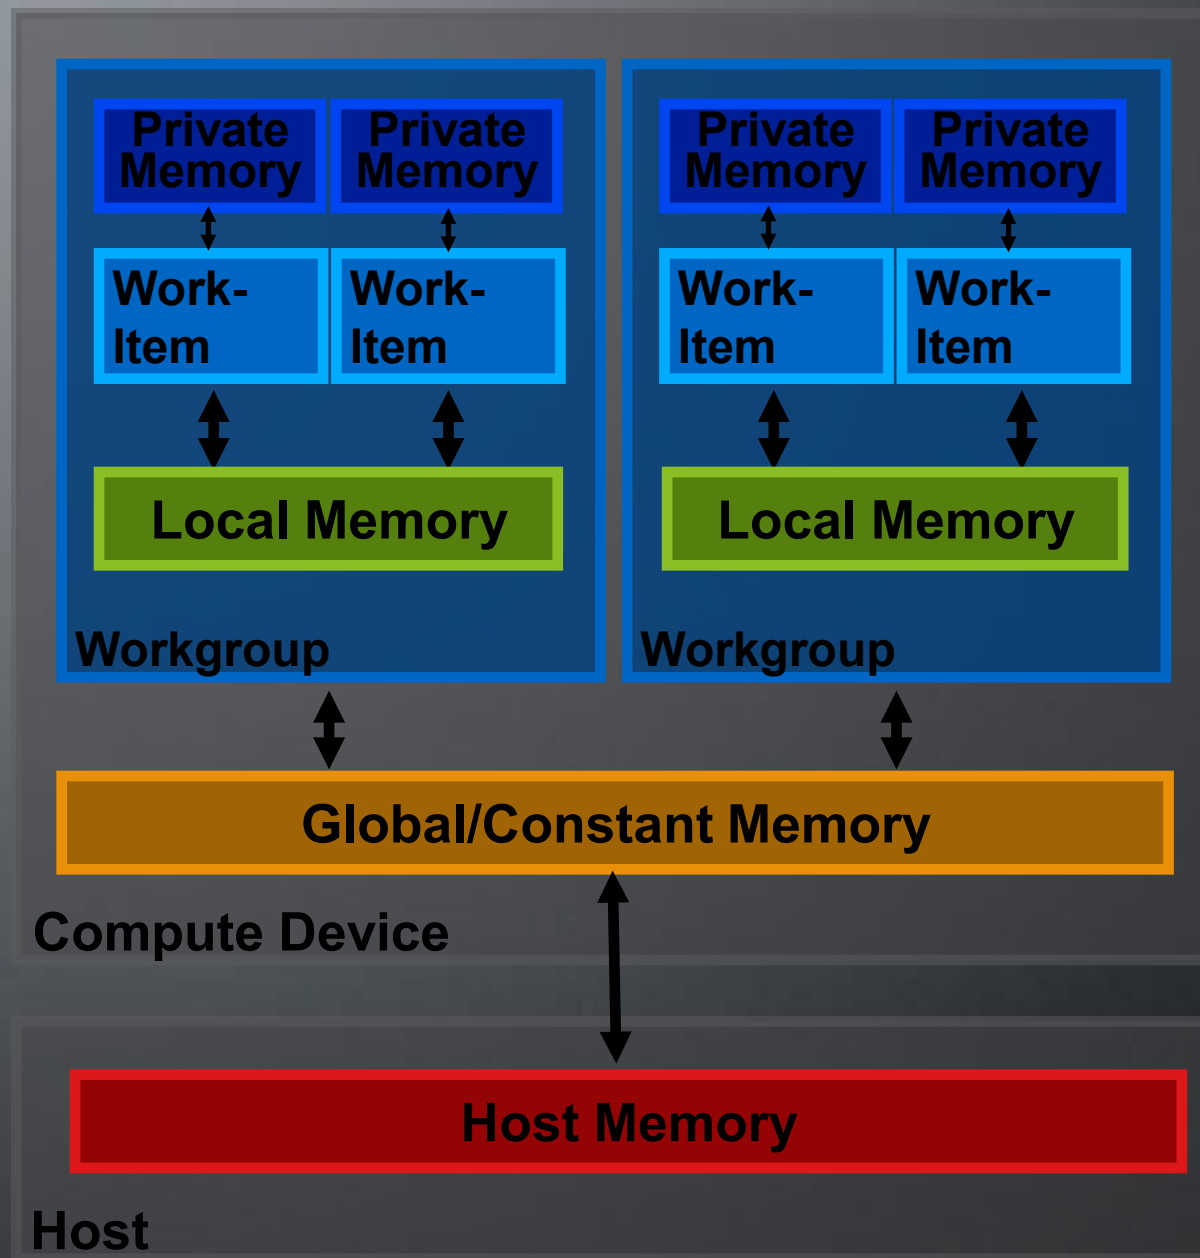 Private
Memory
Private
Memory
Private
Memory
Private
Memory
Work-
Item
Work-
Item
Work-
Item
Work-
Item
Local Memory
Local Memory
Workgroup
Workgroup
Global/Constant Memory
Compute Device
Host Memory
Host